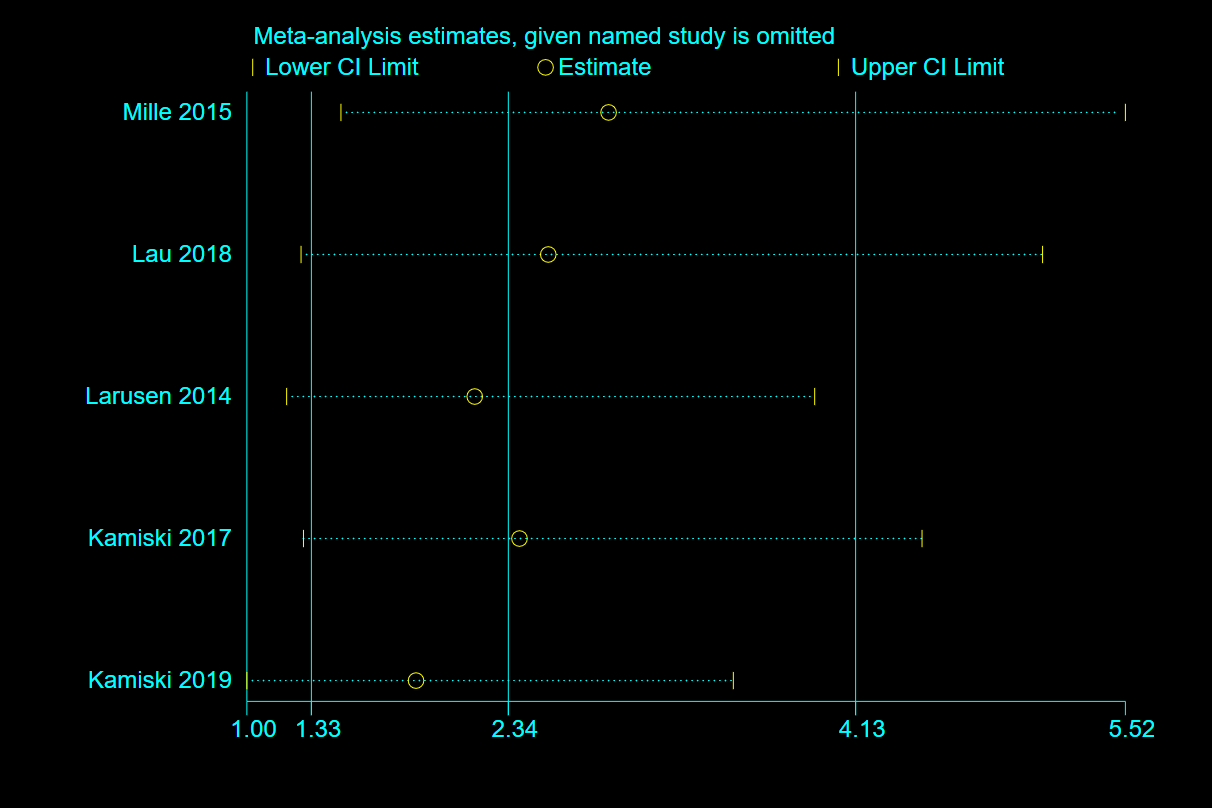 Meta-analysis estimates, given named study is omitted
Lower CI Limit Estimate Upper CI Limit
Mille 2015
Lau 2018
Larusen 2014
Kamiski 2017
Kamiski 2019
1.00 1.33 2.34 4.13 5.52